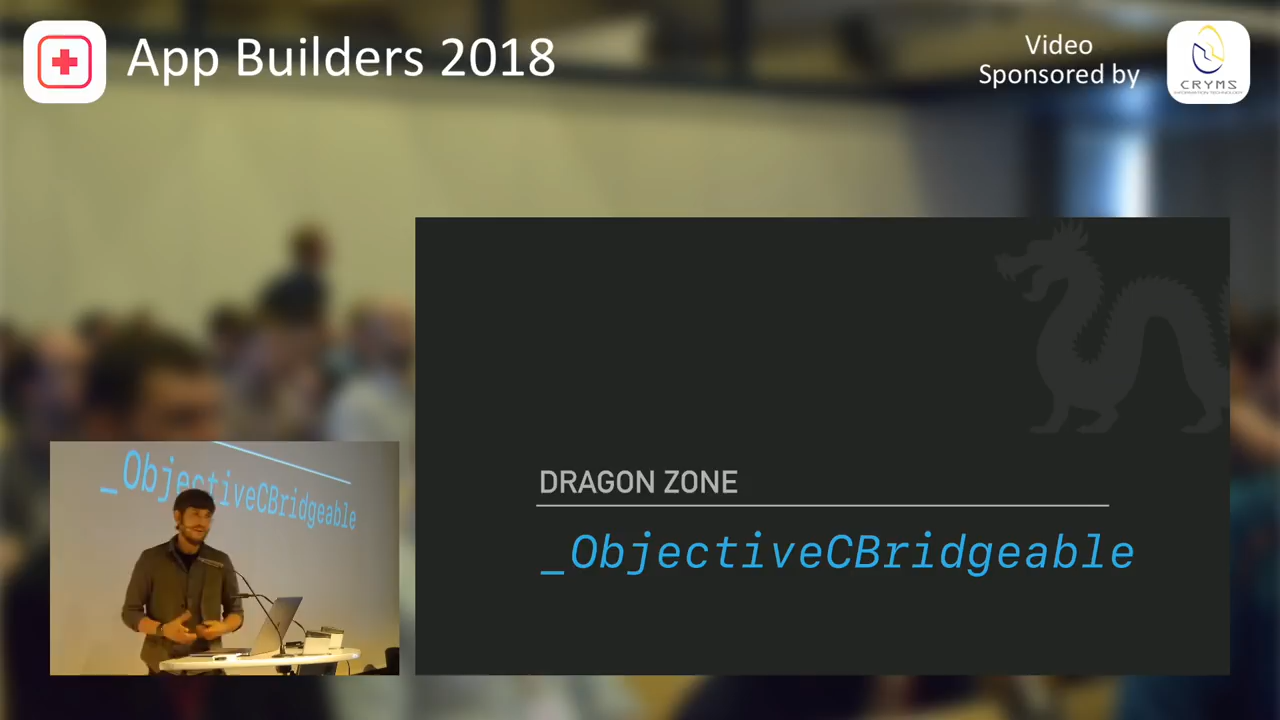 App Builders 2018
Video
Sponsored by
CRYMS
DRAGON ZONE
_ObjectiveCBridgeable
_ObjectiveCBridgeable